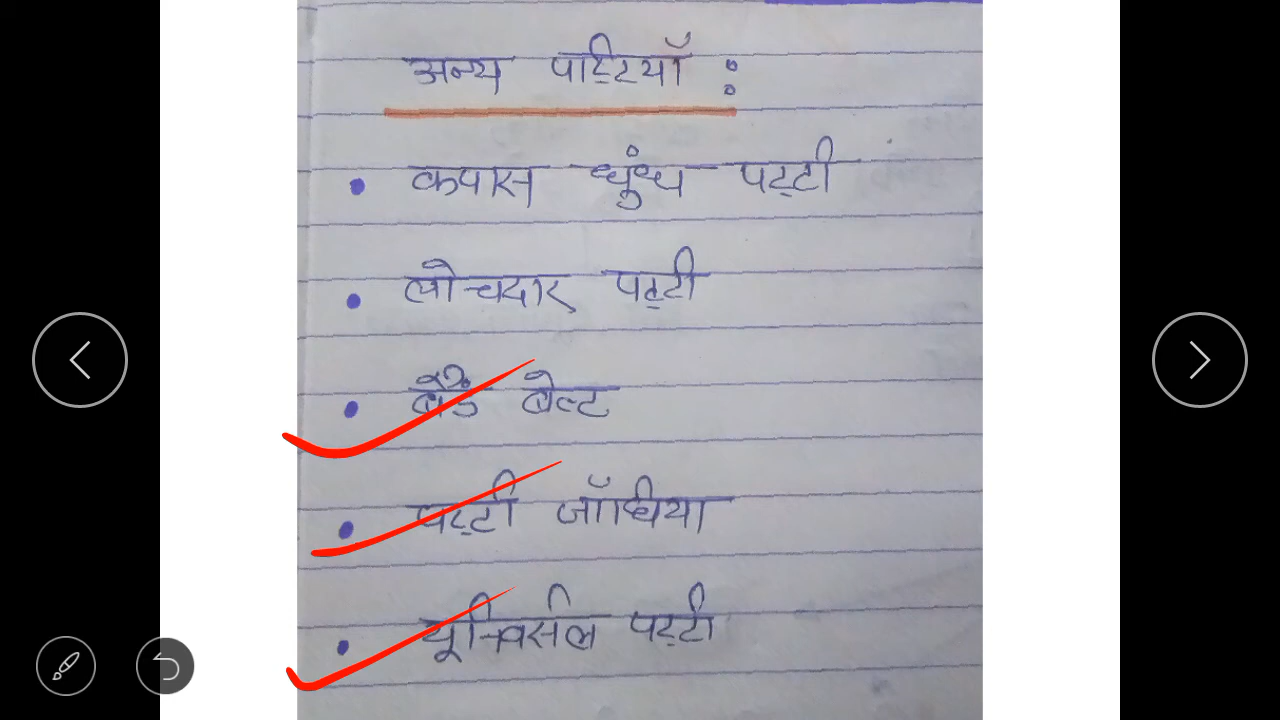 अन्य पट्टियाँ :
• कपास धुंध पट्टी
• लोचदार पट्टी
• बैंड बेल्ट
• पट्टी जाँघिया
• यूनिवर्सल पट्टी